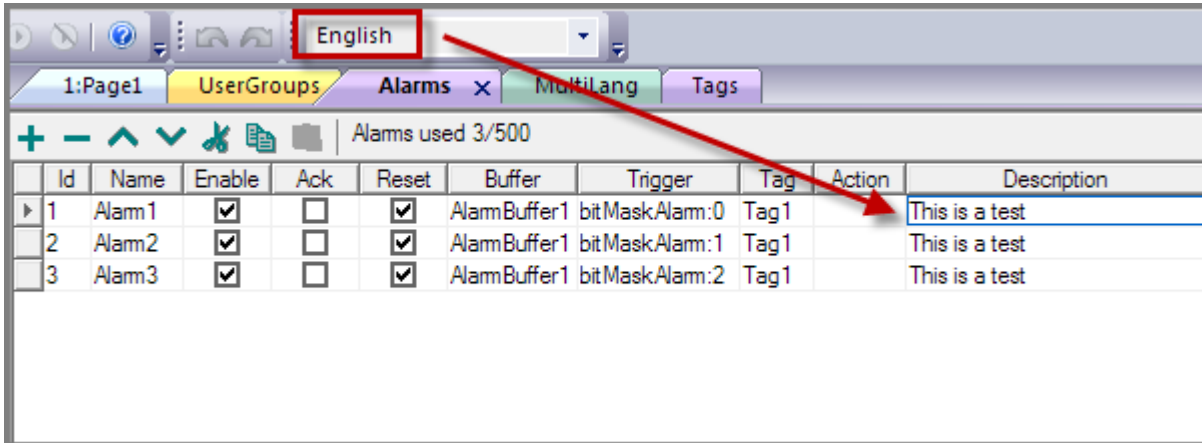 English
1:Page1 UserGroups Alarms MultiLang Tags
Alarms used 3/500
Id Name Enable Ack Reset Buffer Trigger Tag Action Description
1 Alarm1 AlarmBuffer1 bitMaskAlarm:0 Tag1 This is a test
2 Alarm2 AlarmBuffer1 bitMaskAlarm:1 Tag1 This is a test
3 Alarm3 AlarmBuffer1 bitMaskAlarm:2 Tag1 This is a test